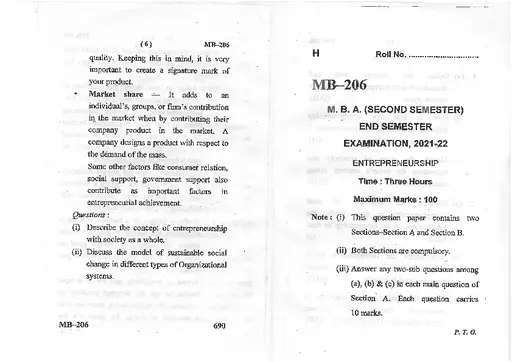 ( 6 ) MB-206
quality. Keeping this in mind, it is very
important to create a signature mark of
your product.
• Market share — It adds to an
individual's, groups, or firm's contribution
in the market when by contributing their
company product in the market. A
company designs a product with respect to
the demand of the mass.
Some other factors like consumer relation,
social support, government support also
contribute as important factors in
entrepreneurial achievement.
Questions :
(i) Describe the concept of entrepreneurship
with society as a whole.
(ii) Discuss the model of sustainable social
change in different types of Organizational
systems.
MB-206 690
H Roll No. ..............................
MB–206
M. B. A. (SECOND SEMESTER)
END SEMESTER
EXAMINATION, 2021-22
ENTREPRENEURSHIP
Time : Three Hours
Maximum Marks : 100
Note : (i) This question paper contains two
Sections–Section A and Section B.
(ii) Both Sections are compulsory.
(iii) Answer any two-sub questions among
(a), (b) & (c) in each main question of
Section A. Each question carries
10 marks.
P. T. O.